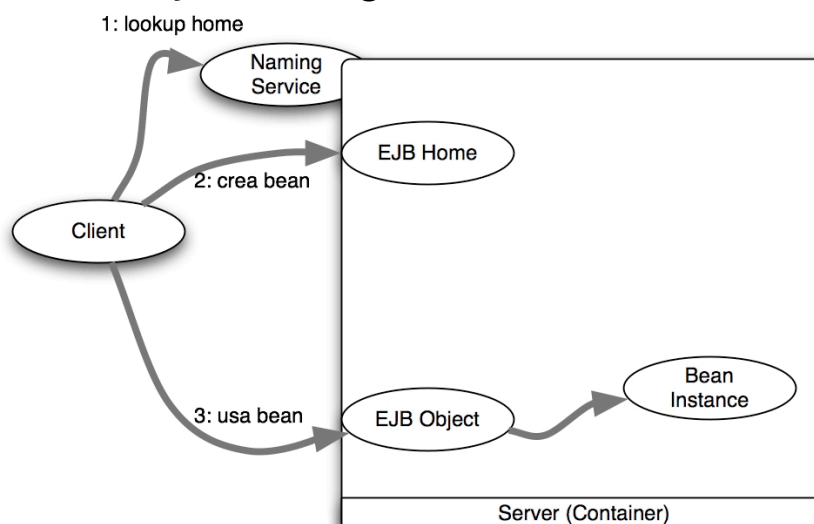 1: lookup home
Naming
Service
EJB Home
2: crea bean
Client
Bean
Instance
3: usa bean
EJB Object
Server (Container)